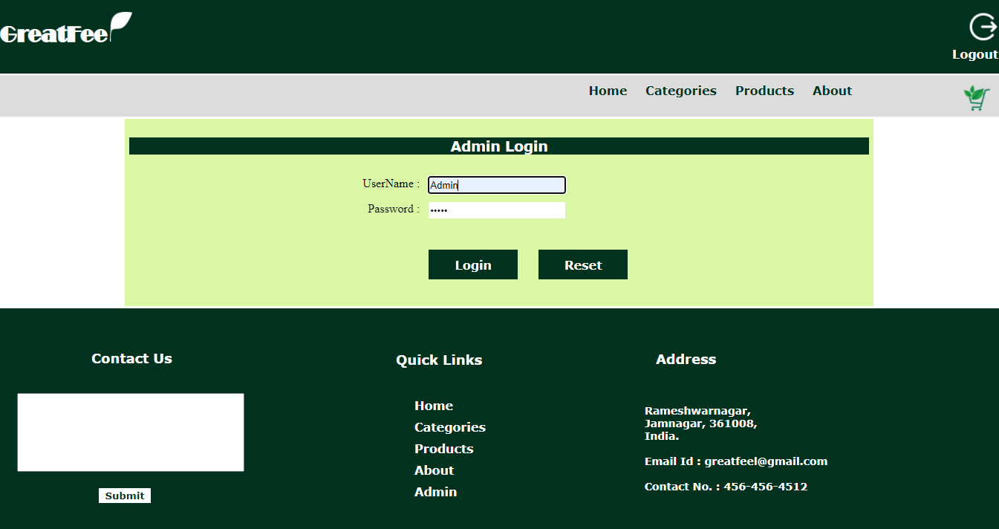 GreatFee
Logout
Home Categories Products About
Admin Login
UserName : Admin
Password : •••••
Login Reset
Contact Us
Submit
Quick Links
Home
Categories
Products
About
Admin
Address
Rameshwarnagar,
Jamnagar, 361008,
India.
Email Id : greatfeel@gmail.com
Contact No. : 456-456-4512